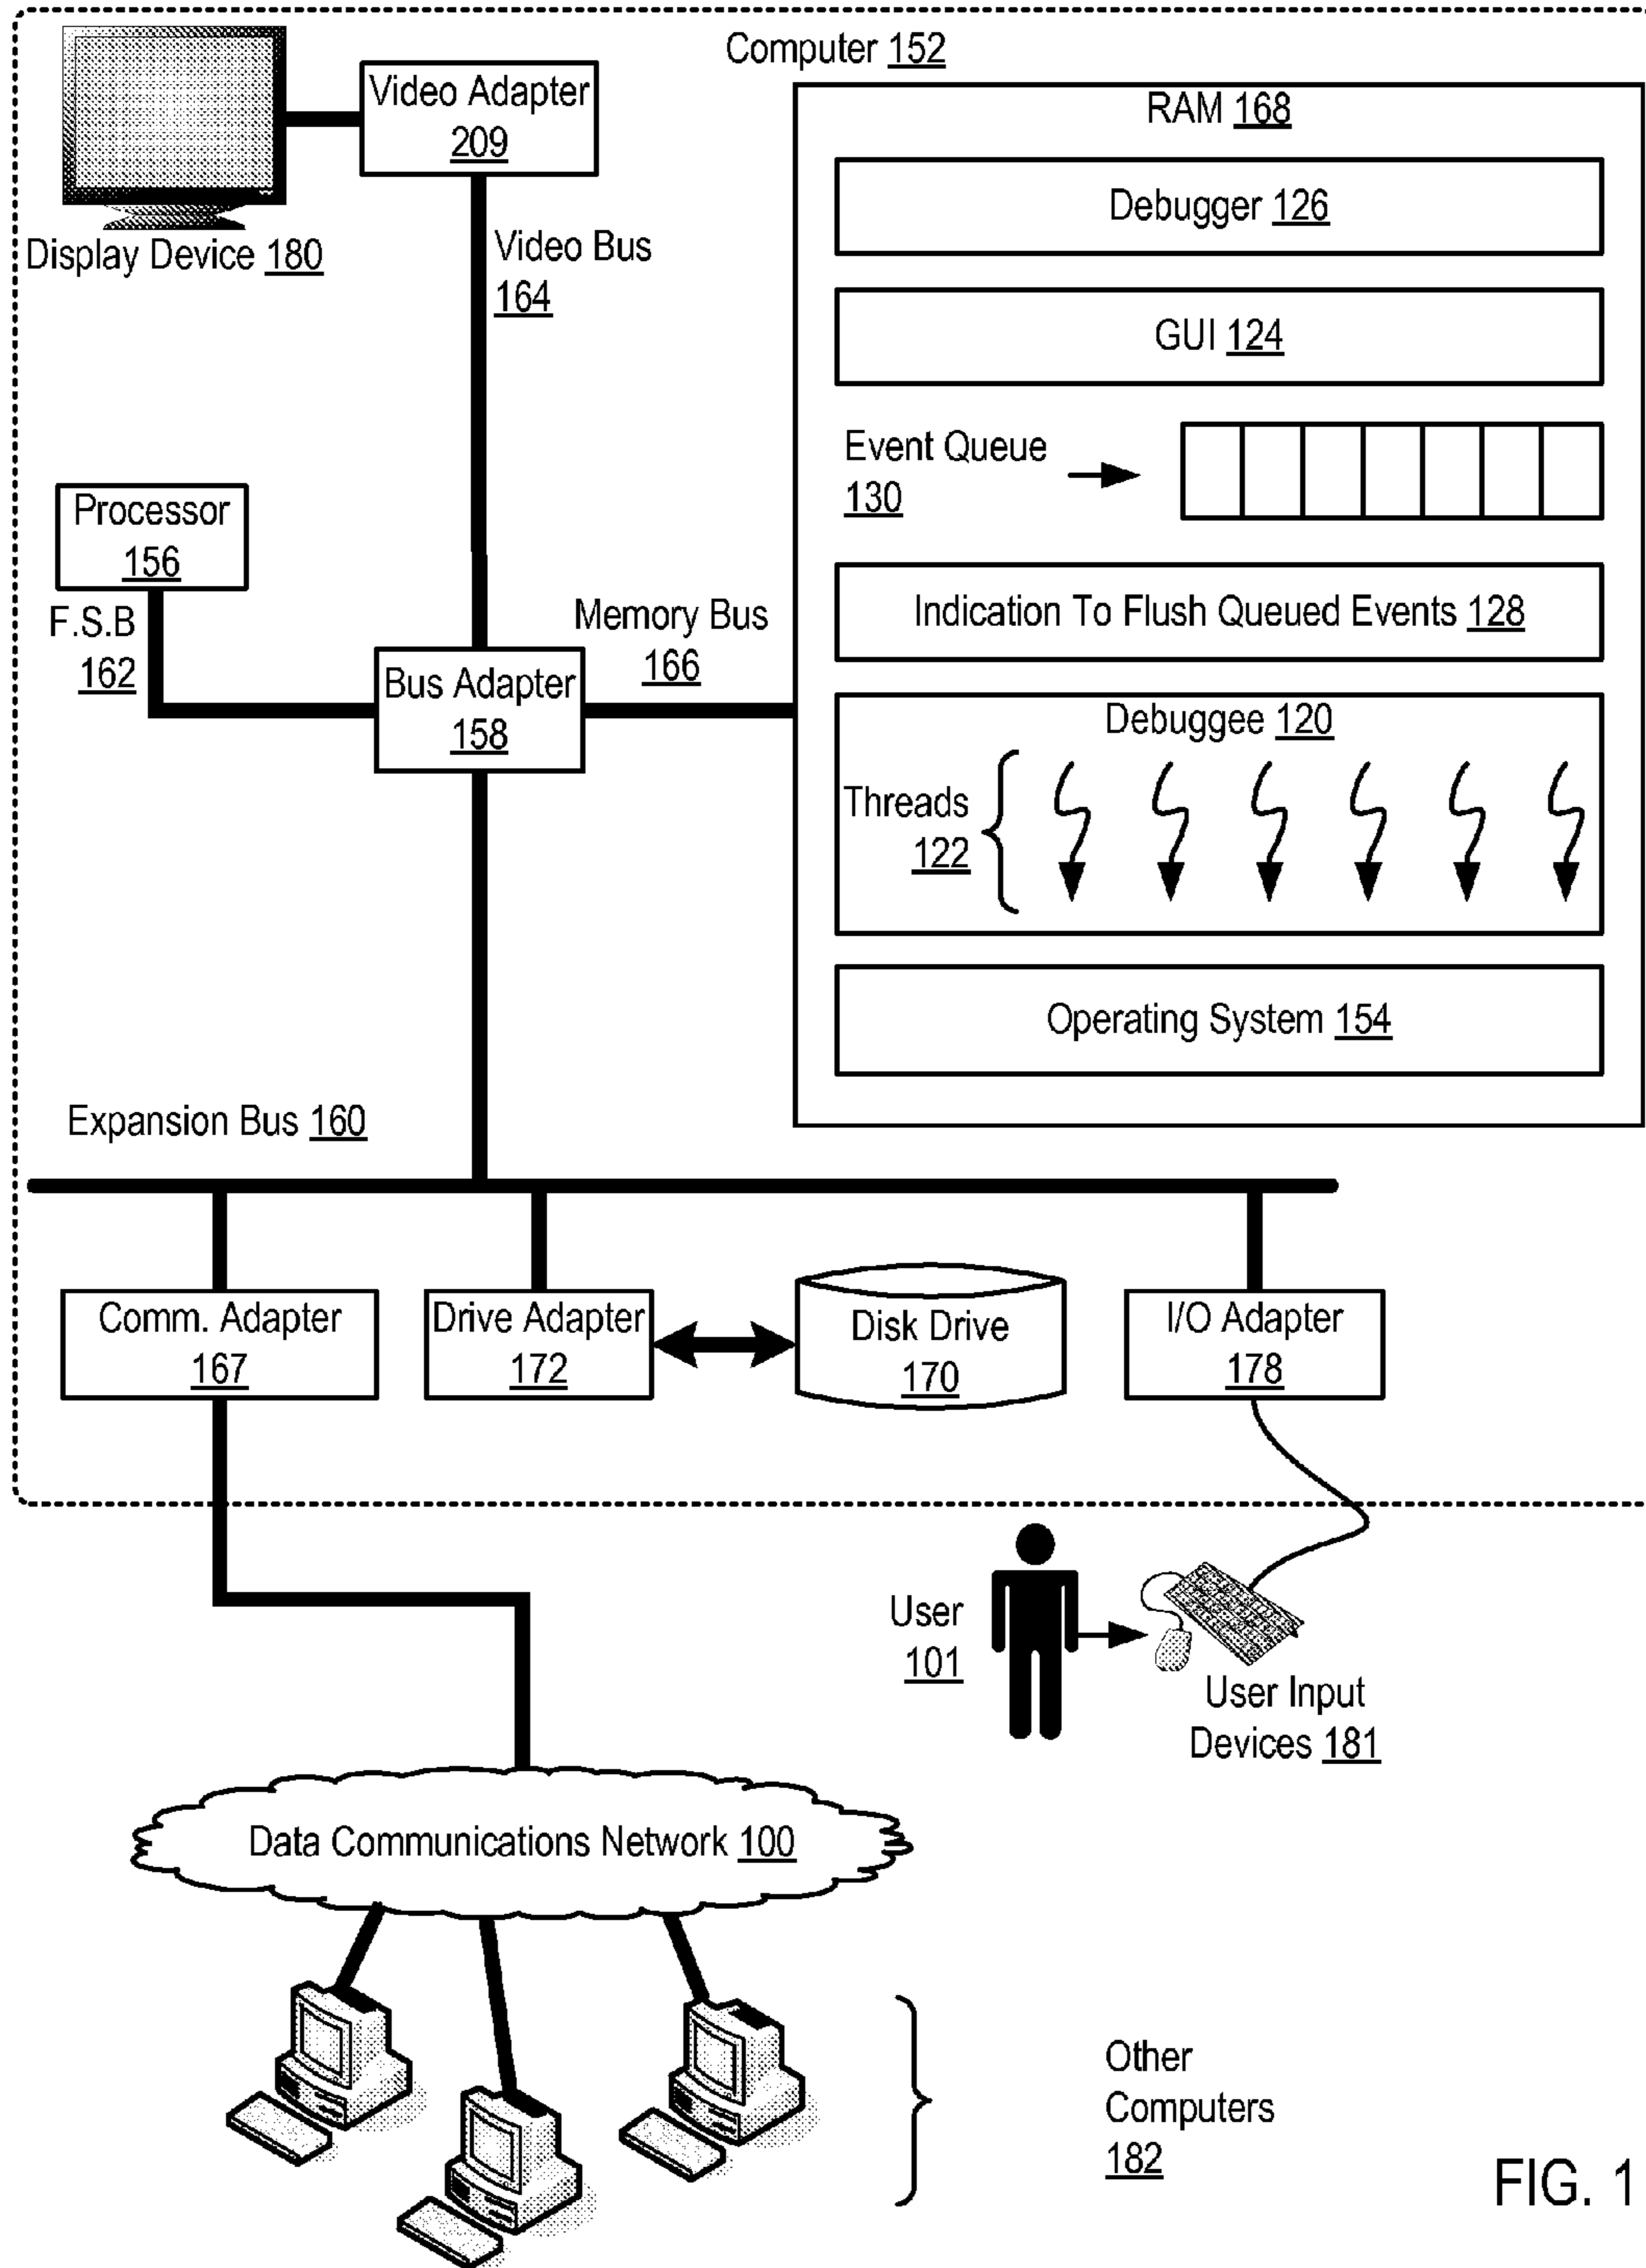 Computer 152
Video Adapter
209
Display Device 180
Video Bus
164
RAM 168
Debugger 126
GUI 124
Event Queue
130
Indication To Flush Queued Events 128
Debuggee 120
Threads
122
Operating System 154
Processor
156
F.S.B
162
Bus Adapter
158
Memory Bus
166
Expansion Bus 160
Comm. Adapter
167
Drive Adapter
172
Disk Drive
170
I/O Adapter
178
User
101
User Input
Devices 181
Data Communications Network 100
Other
Computers
182
FIG. 1